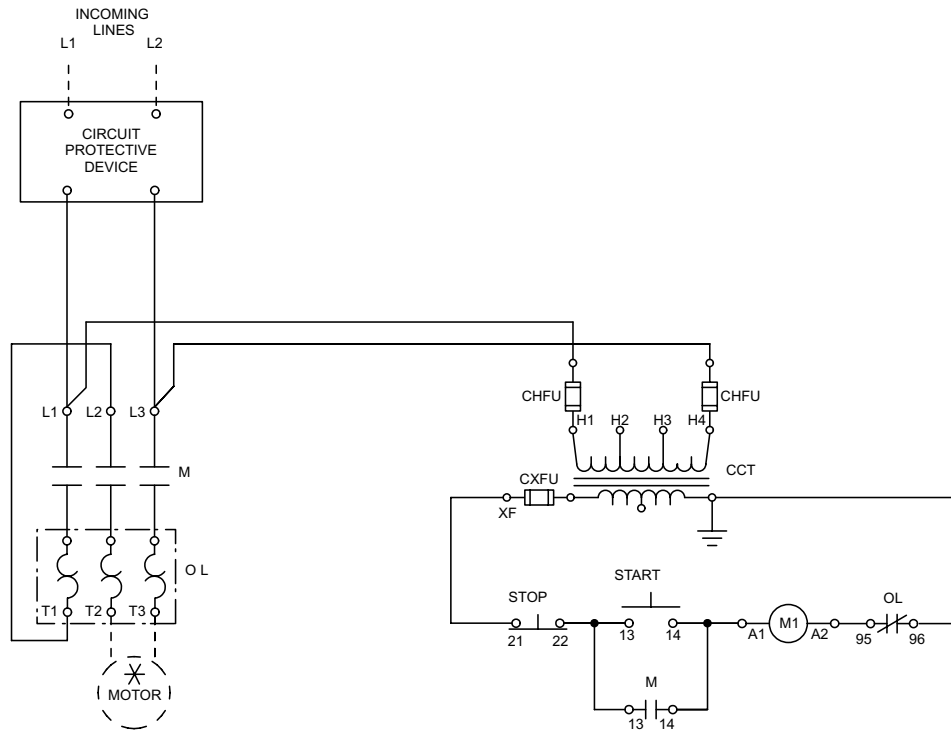 INCOMING
LINES
L1 L2
CIRCUIT
PROTECTIVE
DEVICE
CHFU CHFU
L1 L2 L3
H1 H2 H3 H4
M
CCT
CXFU
XF
O L
T1 T2 T3
MOTOR
START
STOP OL
21 22 13 14 A1 M1 A2 95 96
M
13 14